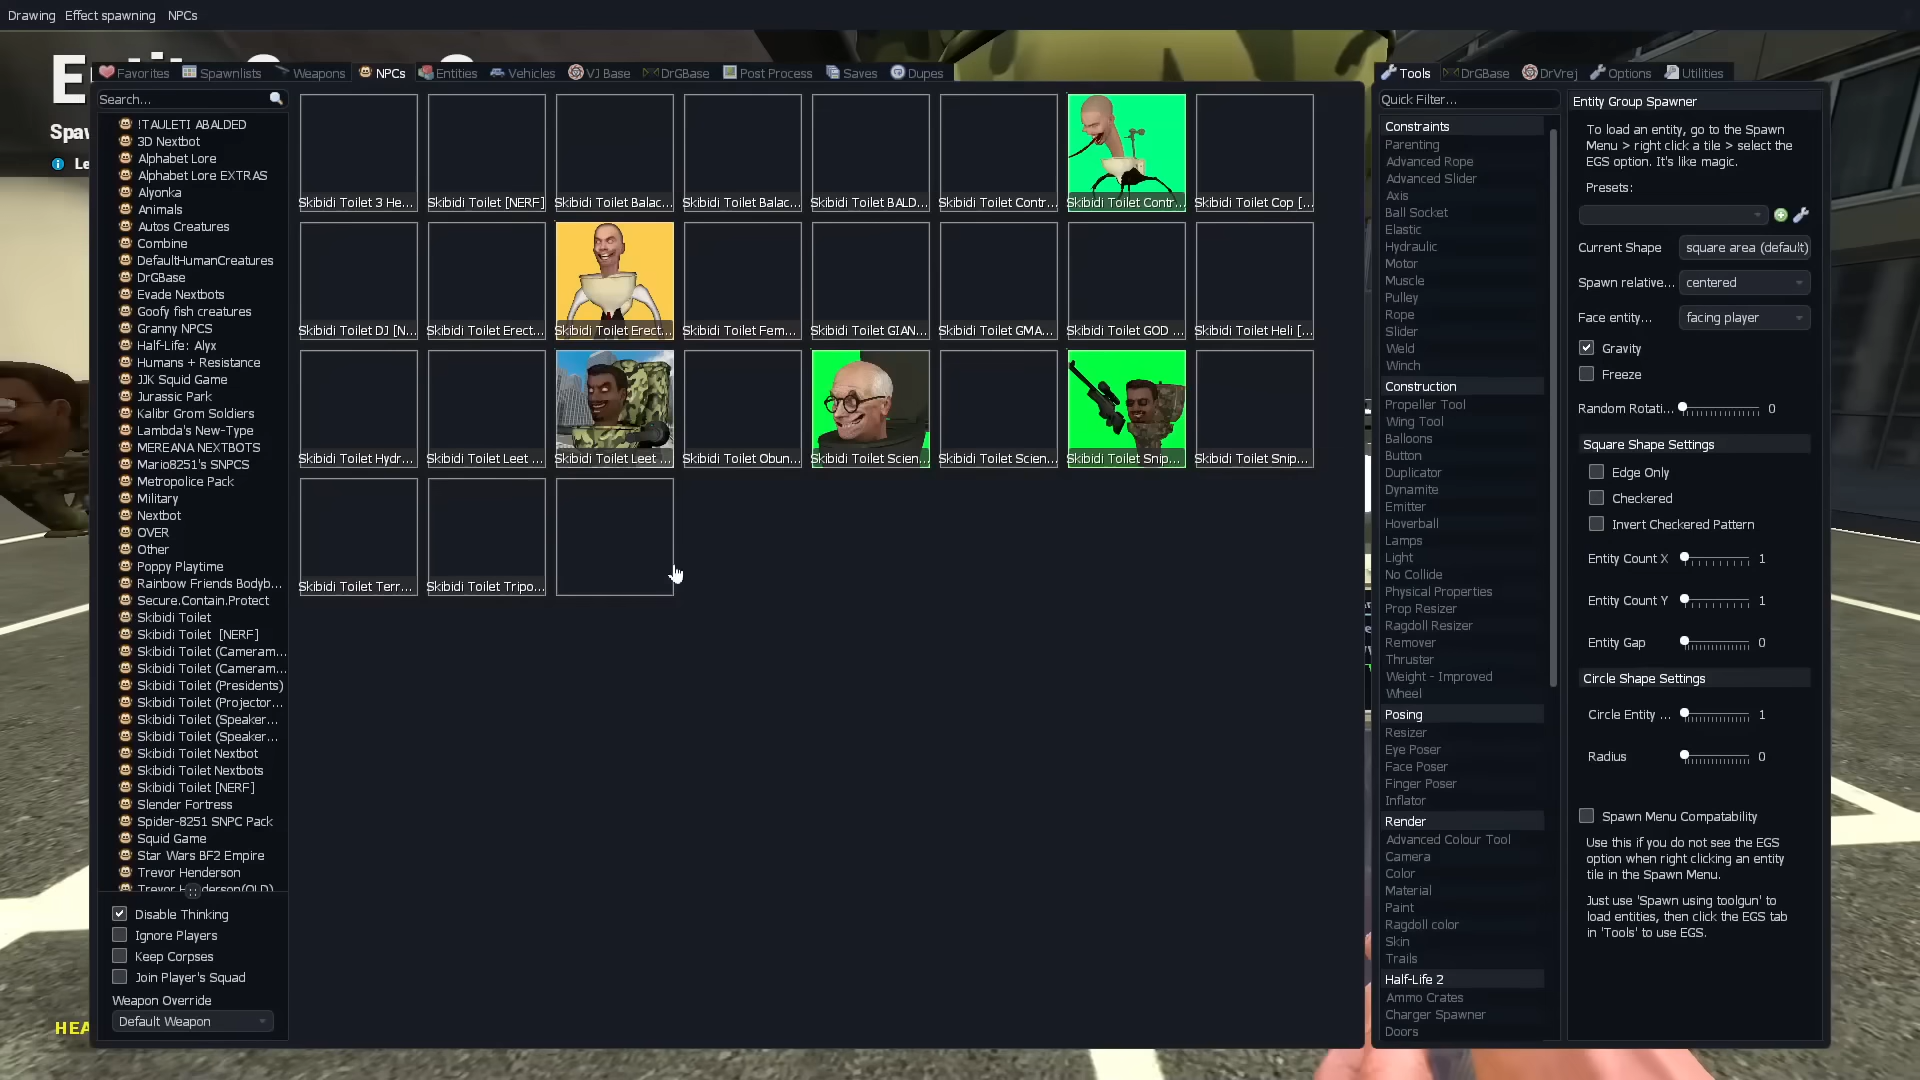 Drawing Effect spawning NPCs
Favorites Spawnlists Weapons NPCs Entities Vehicles VJ Base DrGBase Post Process Saves Dupes
Search...
!TAULETI ABALDED
3D Nextbot
Alphabet Lore
Alphabet Lore EXTRAS
Alyonka
Animals
Autos Creatures
Combine
DefaultHumanCreatures
DrGBase
Evade Nextbots
Goofy fish creatures
Granny NPCS
Half-Life: Alyx
Humans + Resistance
JJK Squid Game
Jurassic Park
Kalibr Grom Soldiers
Lambda's New-Type
MEREANA NEXTBOTS
Mario8251's SNPCS
Metropolice Pack
Military
Nextbot
OVER
Other
Poppy Playtime
Rainbow Friends Bodyb...
Secure.Contain.Protect
Skibidi Toilet
Skibidi Toilet  [NERF]
Skibidi Toilet (Cameram...
Skibidi Toilet (Cameram...
Skibidi Toilet (Presidents)
Skibidi Toilet (Projector...
Skibidi Toilet (Speaker...
Skibidi Toilet (Speaker...
Skibidi Toilet Nextbot
Skibidi Toilet Nextbots
Skibidi Toilet [NERF]
Slender Fortress
Spider-8251 SNPC Pack
Squid Game
Star Wars BF2 Empire
Trevor Henderson
Disable Thinking
Ignore Players
Keep Corpses
Join Player's Squad
Weapon Override
Default Weapon
Skibidi Toilet 3 He... Skibidi Toilet [NERF] Skibidi Toilet Balac... Skibidi Toilet Balac... Skibidi Toilet BALD... Skibidi Toilet Contr... Skibidi Toilet Contr... Skibidi Toilet Cop [...
Skibidi Toilet DJ [N... Skibidi Toilet Erect... Skibidi Toilet Erect... Skibidi Toilet Fem... Skibidi Toilet GIAN... Skibidi Toilet GMA... Skibidi Toilet GOD ... Skibidi Toilet Heli [...
Skibidi Toilet Hydr... Skibidi Toilet Leet ... Skibidi Toilet Leet ... Skibidi Toilet Obun... Skibidi Toilet Scien... Skibidi Toilet Scien... Skibidi Toilet Snip... Skibidi Toilet Snip...
Skibidi Toilet Terr... Skibidi Toilet Tripo...
Tools DrGBase DrVrej Options Utilities
Quick Filter...
Constraints
Parenting
Advanced Rope
Advanced Slider
Axis
Ball Socket
Elastic
Hydraulic
Motor
Muscle
Pulley
Rope
Slider
Weld
Winch
Construction
Propeller Tool
Wing Tool
Balloons
Button
Duplicator
Dynamite
Emitter
Hoverball
Lamps
Light
No Collide
Physical Properties
Prop Resizer
Ragdoll Resizer
Remover
Thruster
Weight - Improved
Wheel
Posing
Resizer
Eye Poser
Face Poser
Finger Poser
Inflator
Render
Advanced Colour Tool
Camera
Color
Material
Paint
Ragdoll color
Skin
Trails
Half-Life 2
Ammo Crates
Charger Spawner
Doors
Entity Group Spawner
To load an entity, go to the Spawn
Menu > right click a tile > select the
EGS option. It's like magic.
Presets:
Current Shape square area (default)
Spawn relative... centered
Face entity... facing player
Gravity
Freeze
Random Rotati... 0
Square Shape Settings
Edge Only
Checkered
Invert Checkered Pattern
Entity Count X 1
Entity Count Y 1
Entity Gap 0
Circle Shape Settings
Circle Entity ... 1
Radius 0
Spawn Menu Compatability
Use this if you do not see the EGS
option when right clicking an entity
tile in the Spawn Menu.
Just use 'Spawn using toolgun' to
load entities, then click the EGS tab
in 'Tools' to use EGS.